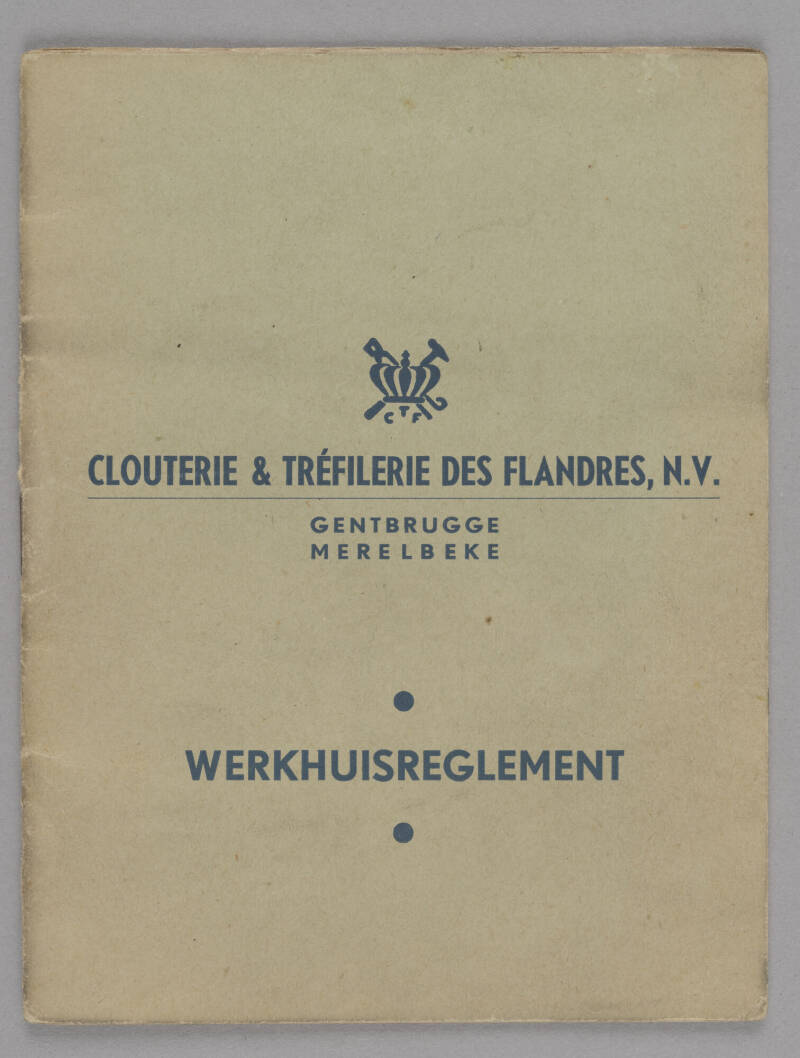 CTF
CLOUTERIE & TRÉFILERIE DES FLANDRES, N.V.
GENTBRUGGE
MERELBEKE
WERKHUISREGLEMENT